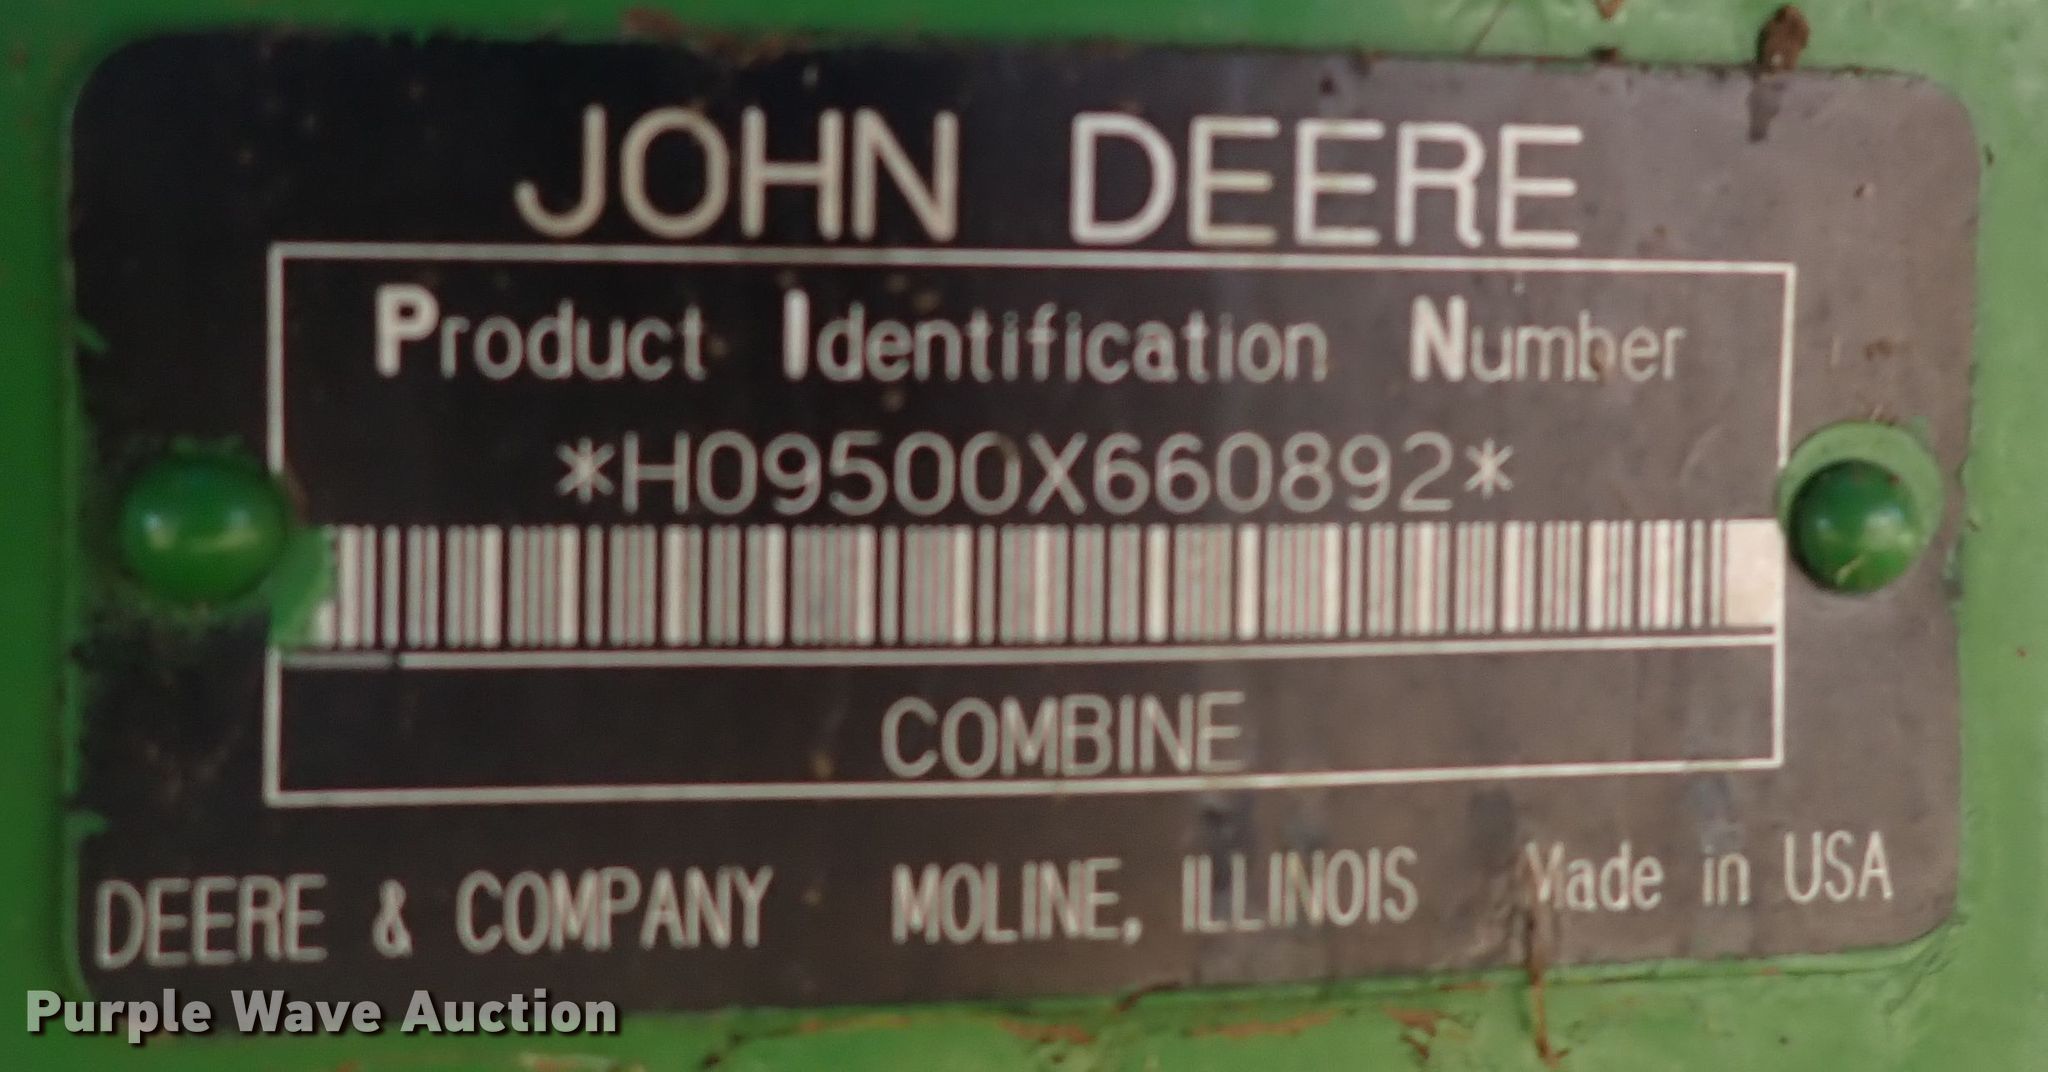 JOHN DEERE
Product Identification Number
*H09500X660892*
COMBINE
DEERE & COMPANY MOLINE, ILLINOIS Made in USA
Purple Wave Auction